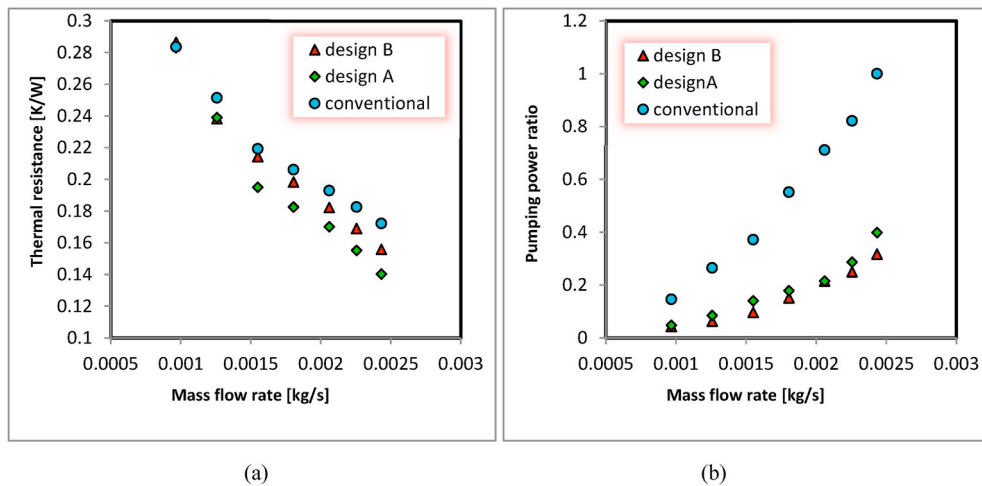 0.3
0.28
0.26
0.24
0.22
0.2
0.18
0.16
0.14
0.12
0.1
Thermal resistance [K/W]
design B
design A
conventional
0.0005 0.001 0.0015 0.002 0.0025 0.003
Mass flow rate [kg/s]
(a)
1.2
1
0.8
0.6
0.4
0.2
0
Pumping power ratio
design B
designA
conventional
0.0005 0.001 0.0015 0.002 0.0025 0.003
Mass flow rate [kg/s]
(b)